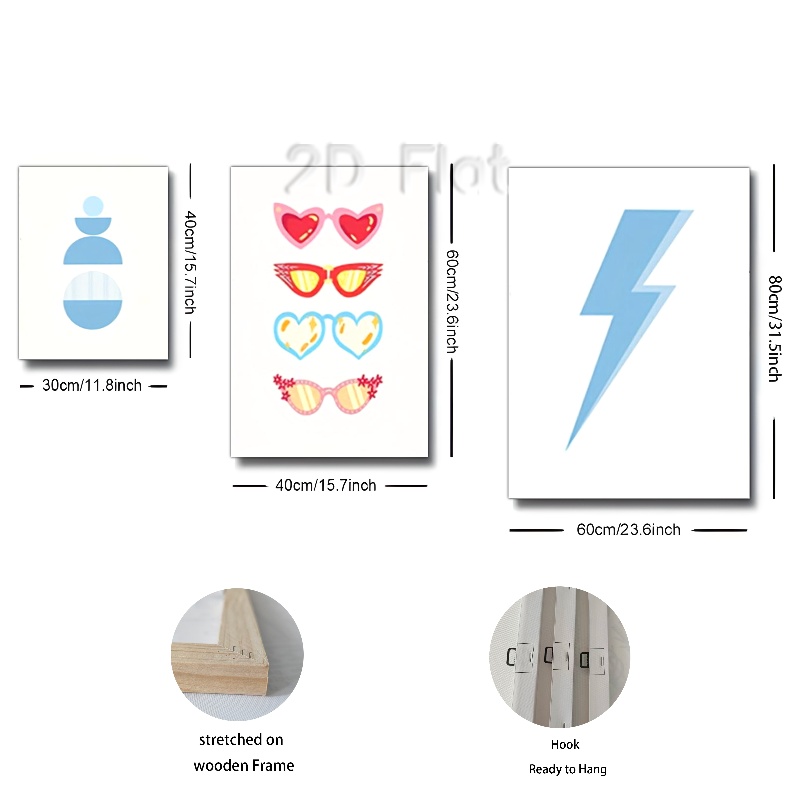 2D Flat
40cm/15.7inch
30cm/11.8inch
60cm/23.6inch
40cm/15.7inch
80cm/31.5inch
60cm/23.6inch
stretched on
wooden Frame
Hook
Ready to Hang